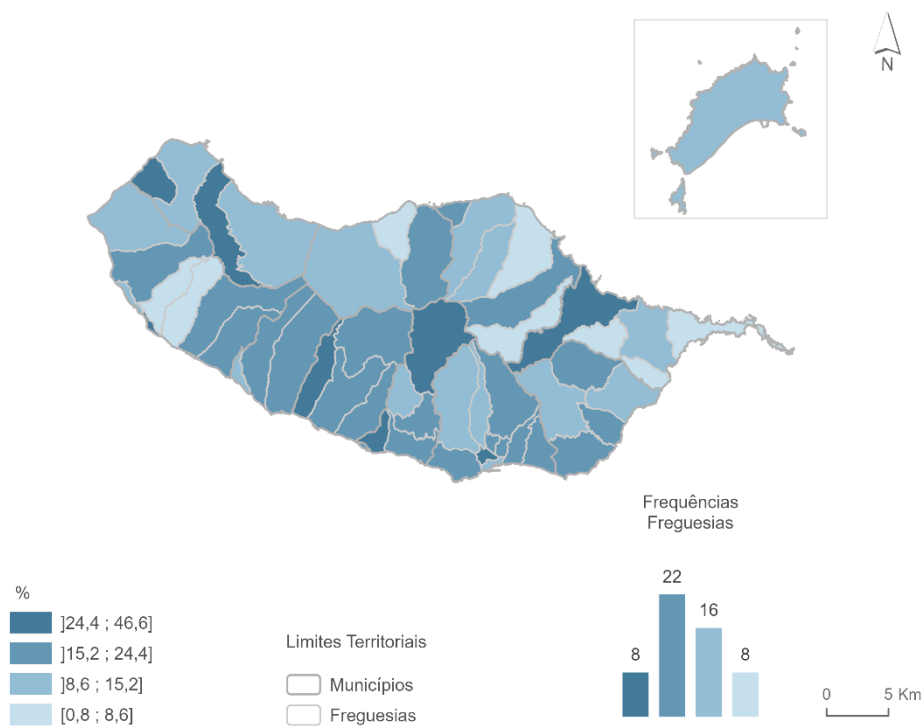 N
Frequências
Freguesias
%
]24,4 ; 46,6]
]15,2 ; 24,4]
]8,6 ; 15,2]
[0,8 ; 8,6]
Limites Territoriais
Municípios
Freguesias
8
22
16
8
0 5 Km